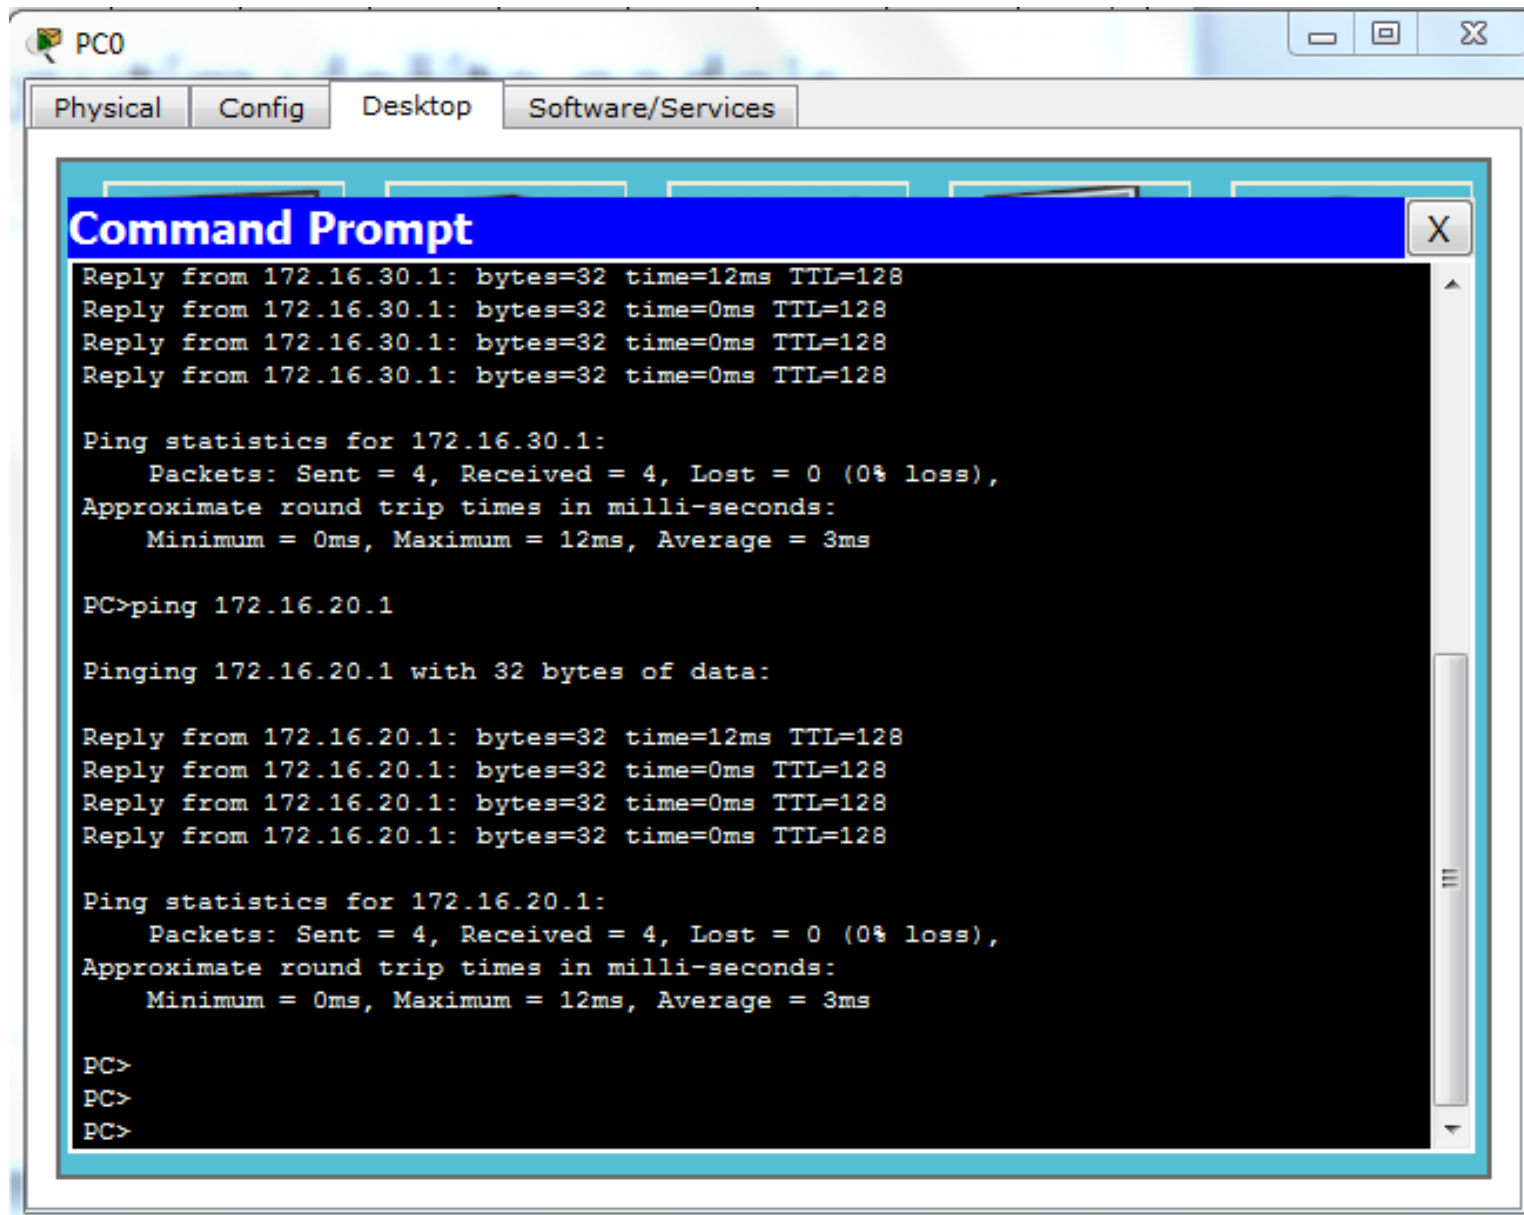 PC0
Physical Config Desktop Software/Services
Command Prompt X
Reply from 172.16.30.1: bytes=32 time=12ms TTL=128
Reply from 172.16.30.1: bytes=32 time=0ms TTL=128
Reply from 172.16.30.1: bytes=32 time=0ms TTL=128
Reply from 172.16.30.1: bytes=32 time=0ms TTL=128
Ping statistics for 172.16.30.1:
Packets: Sent = 4, Received = 4, Lost = 0 (0% loss),
Approximate round trip times in milli-seconds:
Minimum = 0ms, Maximum = 12ms, Average = 3ms
PC>ping 172.16.20.1
Pinging 172.16.20.1 with 32 bytes of data:
Reply from 172.16.20.1: bytes=32 time=12ms TTL=128
Reply from 172.16.20.1: bytes=32 time=0ms TTL=128
Reply from 172.16.20.1: bytes=32 time=0ms TTL=128
Reply from 172.16.20.1: bytes=32 time=0ms TTL=128
Ping statistics for 172.16.20.1:
Packets: Sent = 4, Received = 4, Lost = 0 (0% loss),
Approximate round trip times in milli-seconds:
Minimum = 0ms, Maximum = 12ms, Average = 3ms
PC>
PC>
PC>